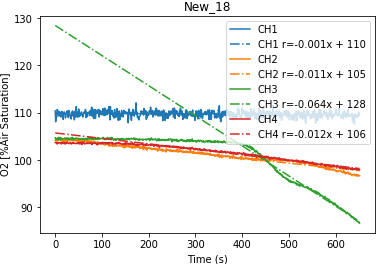 New_18
130
120
110
100
90
O2 [%Air Saturation]
CH1
CH1 r=-0.001x + 110
CH2
CH2 r=-0.011x + 105
CH3
CH3 r=-0.064x + 128
CH4
CH4 r=-0.012x + 106
0 100 200 300 400 500 600
Time (s)